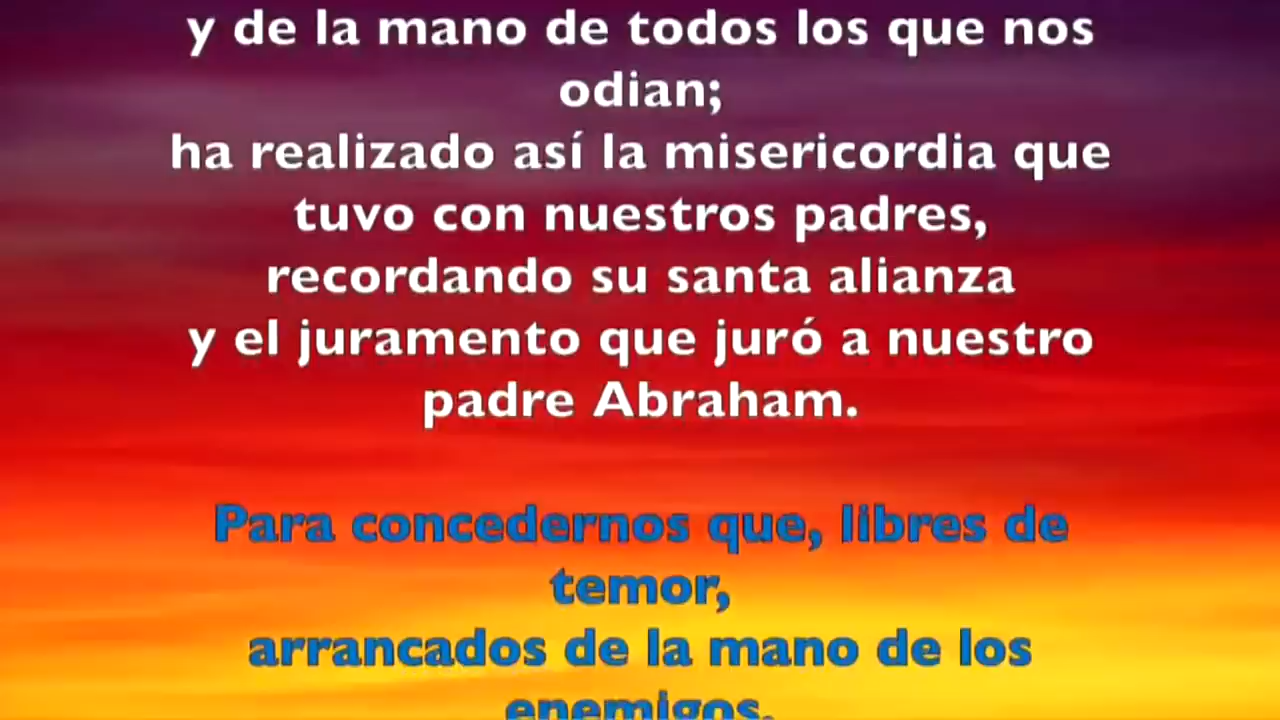 y de la mano de todos los que nos
odian;
ha realizado así la misericordia que
tuvo con nuestros padres,
recordando su santa alianza
y el juramento que juró a nuestro
padre Abraham.
Para concedernos que, libres de
temor,
arrancados de la mano de los
enemigos,